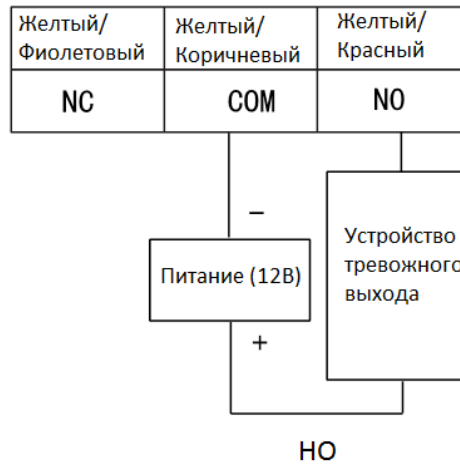 Желтый/
Фиолетовый
Желтый/
Коричневый
Желтый/
Красный
NC
COM
NO
–
Питание (12В)
+
Устройство
тревожного
выхода
НО